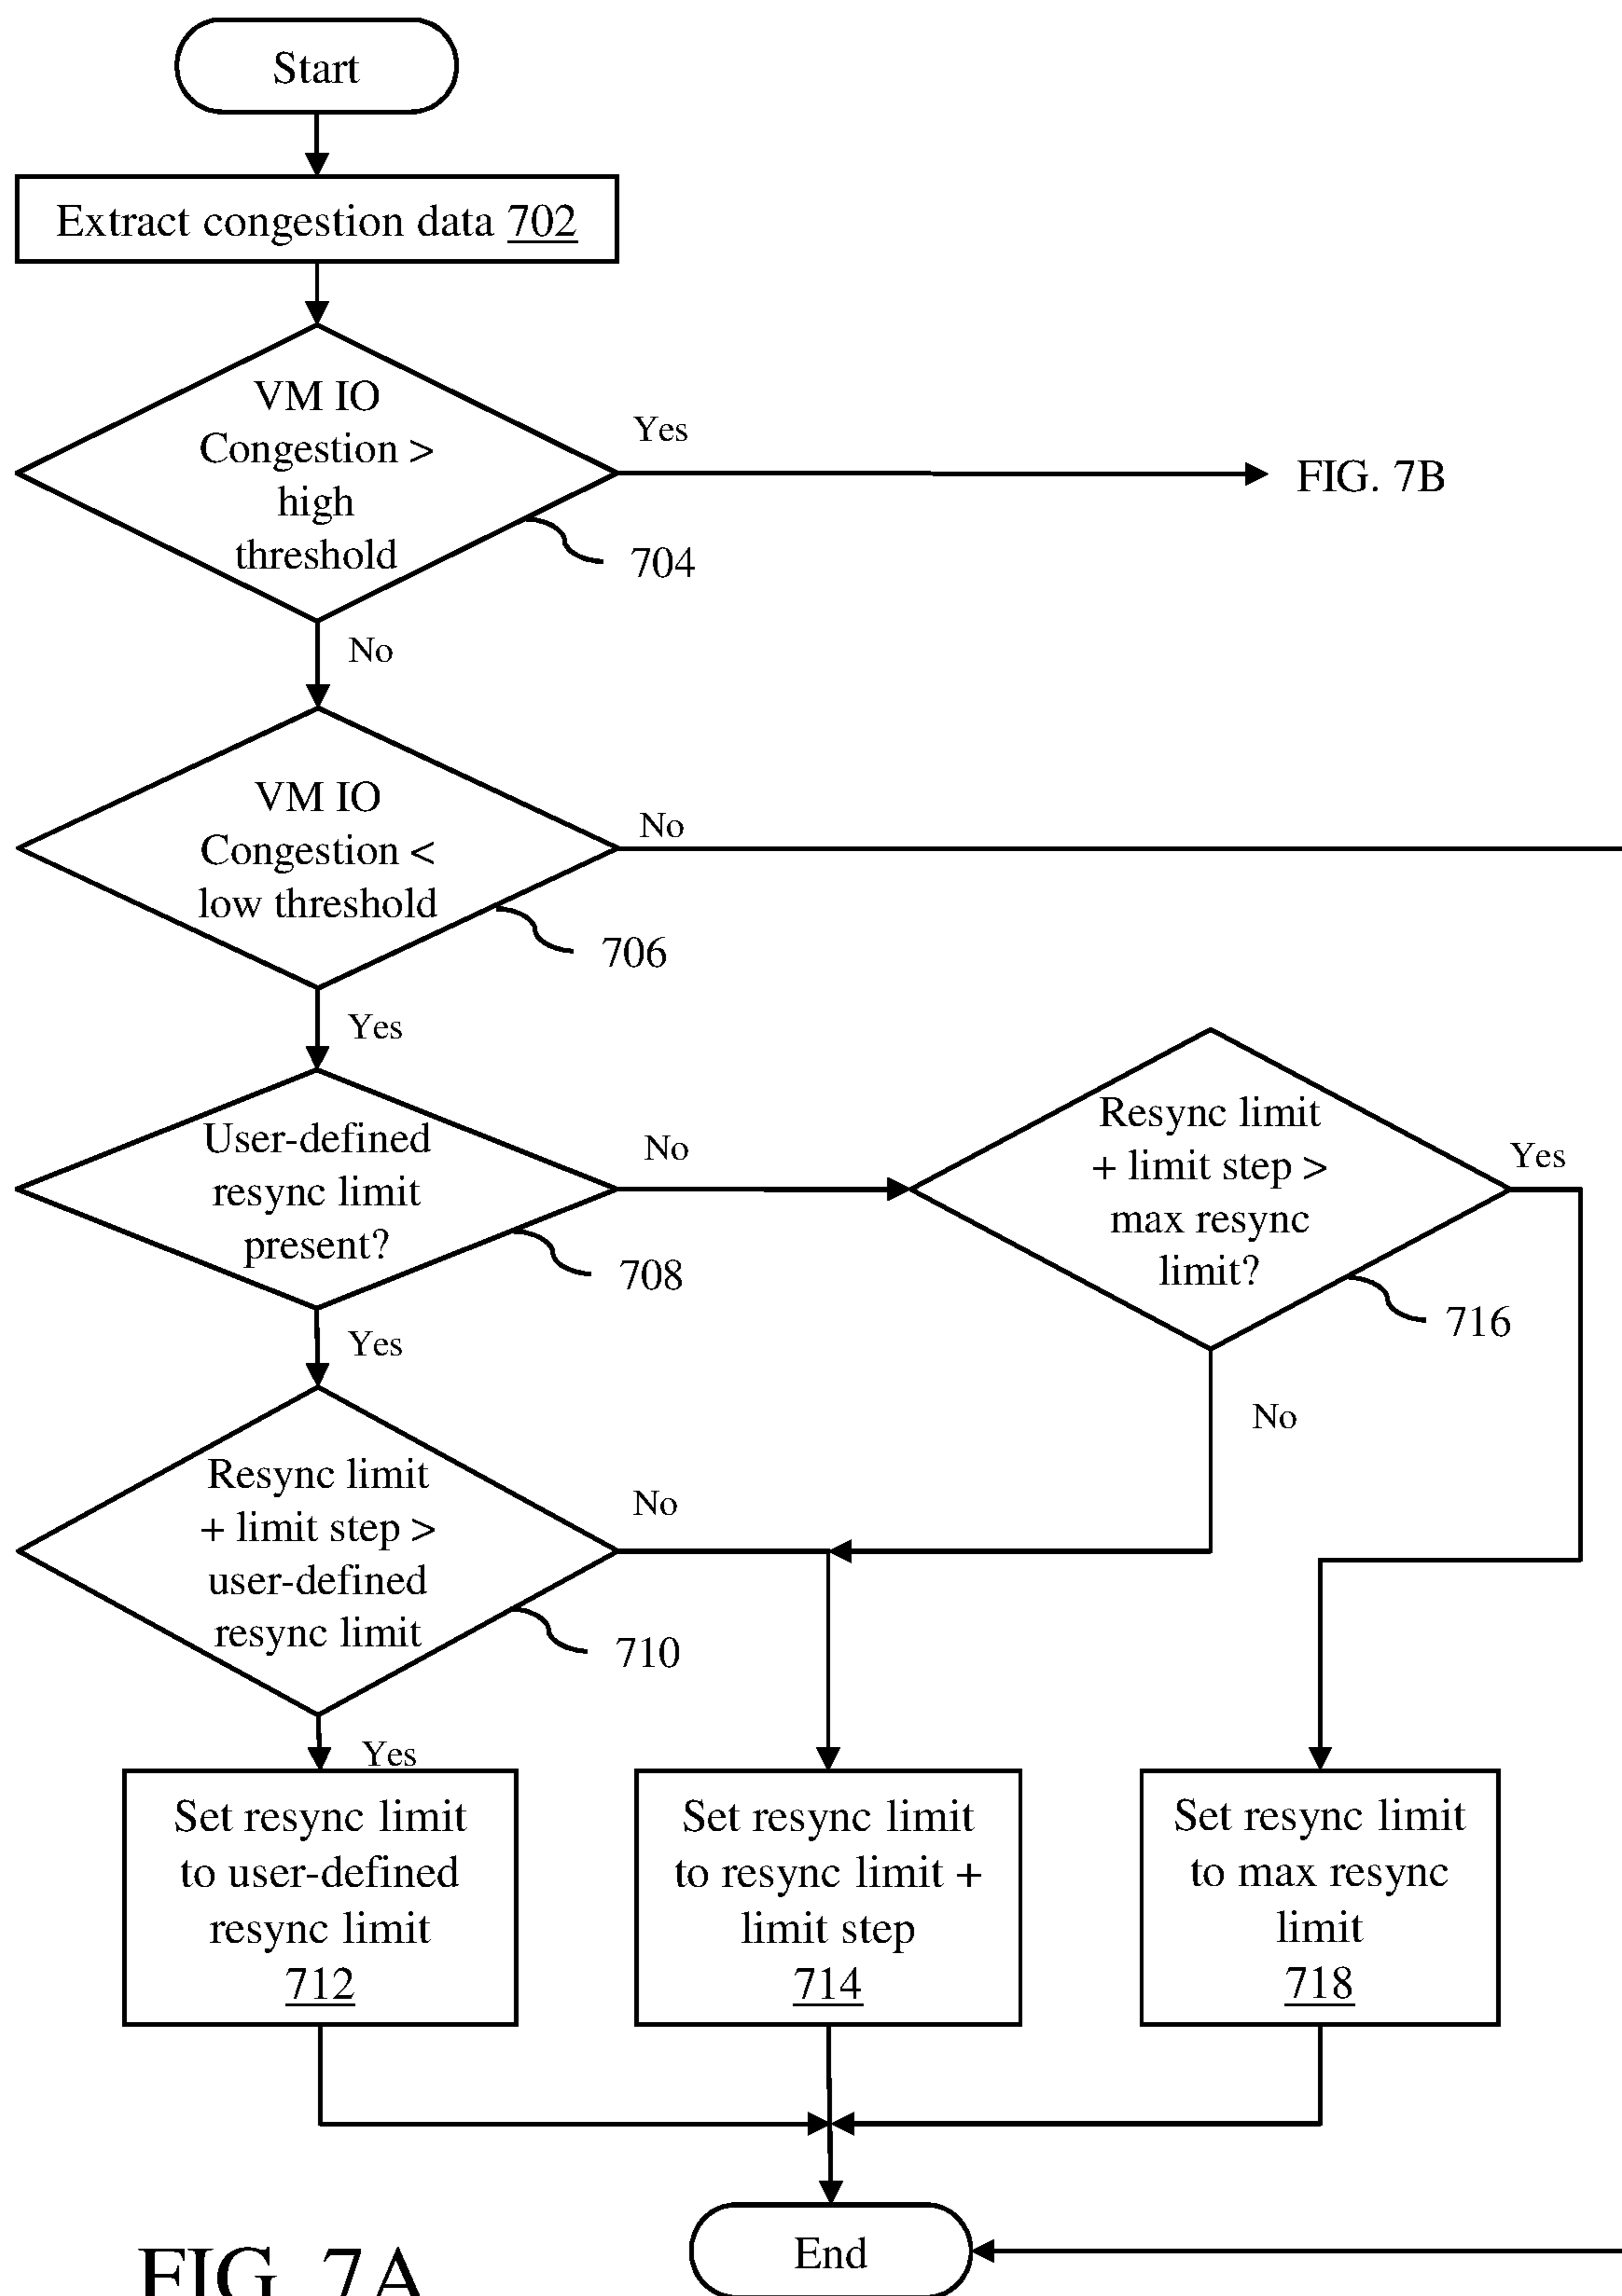 Start
Extract congestion data 702
VM IO
Congestion >
high
threshold
Yes
FIG. 7B
704
No
VM IO
Congestion <
low threshold
No
706
Yes
User-defined
resync limit
present?
No
708
Resync limit
+ limit step >
max resync
limit?
Yes
716
No
Yes
Resync limit
+ limit step >
user-defined
resync limit
No
710
Yes
Set resync limit
to user-defined
resync limit
712
Set resync limit
to resync limit +
limit step
714
Set resync limit
to max resync
limit
718
End
FIG. 7A